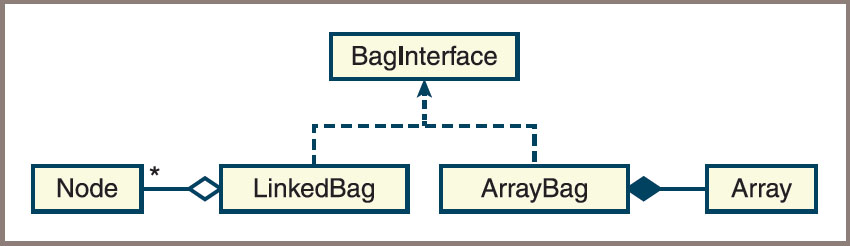 BagInterface
Node
*
LinkedBag
ArrayBag
Array